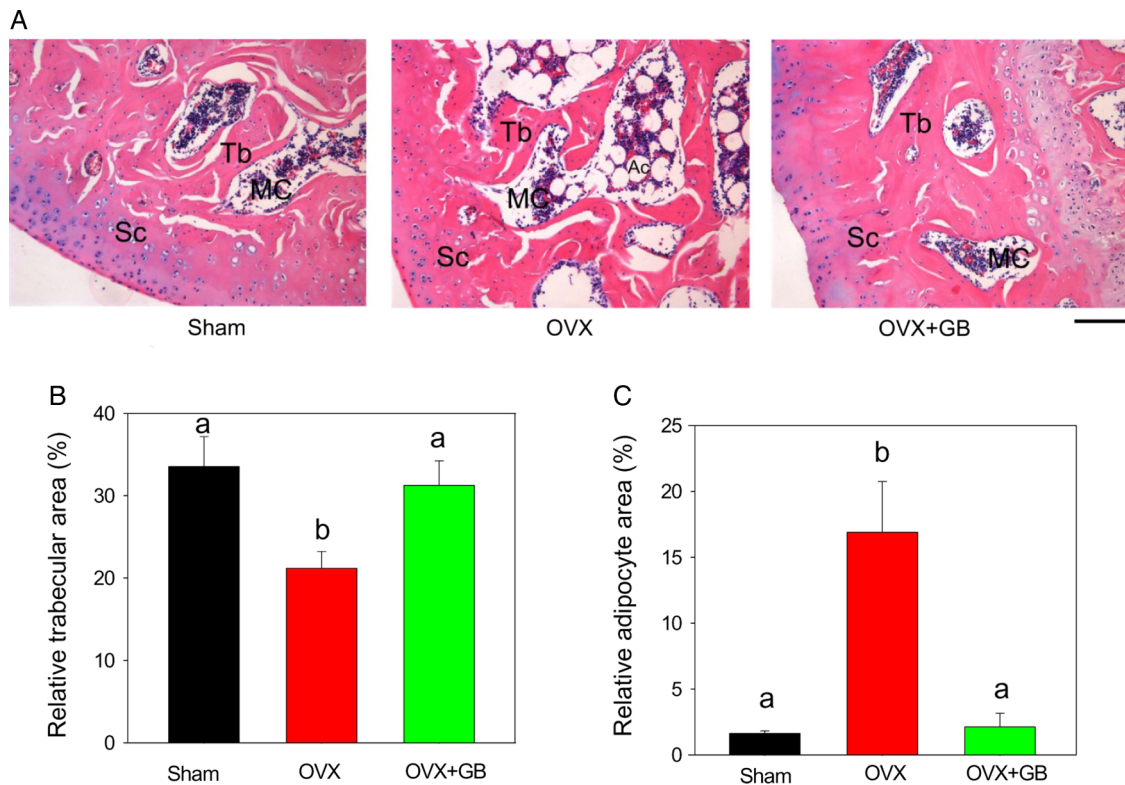 A
Tb
MC
Sc
Sham
Tb
Ac
MC
Sc
OVX
Tb
Sc
MC
OVX+GB
B
Relative trabecular area (%)
40
30
20
10
0
a
b
a
Sham
OVX
OVX+GB
C
Relative adipocyte area (%)
25
20
15
10
5
0
a
b
a
Sham
OVX
OVX+GB